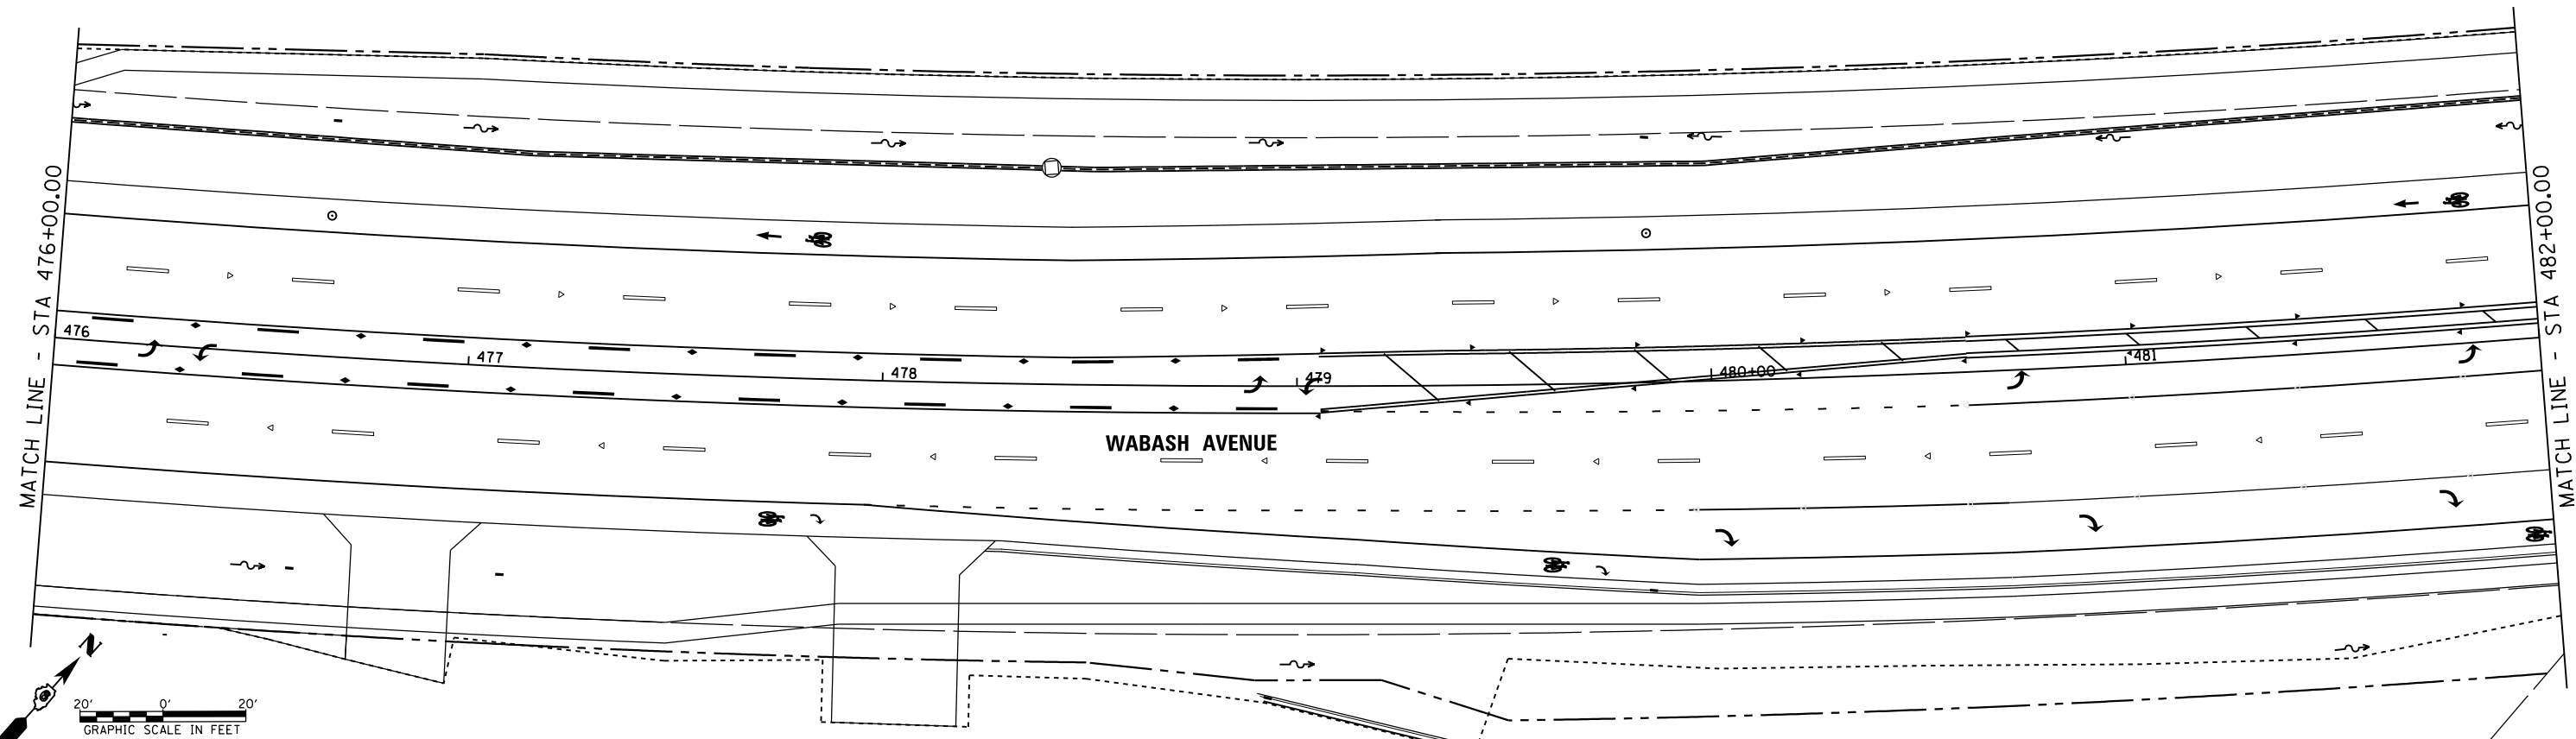 MATCH LINE - STA 476+00.00
476
477
478
479
480+00
481
MATCH LINE - STA 482+00.00
WABASH AVENUE
N
20' 0' 20'
GRAPHIC SCALE IN FEET